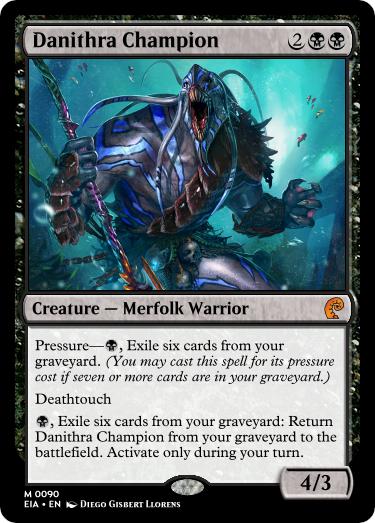 Danithra Champion 2
Creature — Merfolk Warrior
Pressure—, Exile six cards from your
graveyard. (You may cast this spell for its pressure
cost if seven or more cards are in your graveyard.)
Deathtouch
, Exile six cards from your graveyard: Return
Danithra Champion from your graveyard to the
battlefield. Activate only during your turn.
4/3
M 0090
EIA • EN Diego Gisbert Llorens